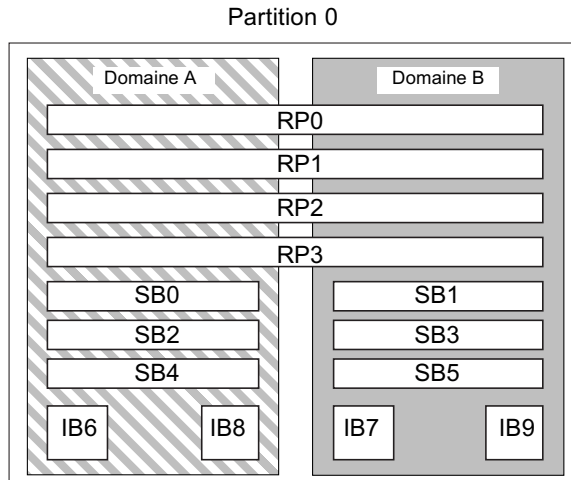 Partition 0
Domaine A Domaine B
RP0
RP1
RP2
RP3
SB0 SB1
SB2 SB3
SB4 SB5
IB6 IB8 IB7 IB9